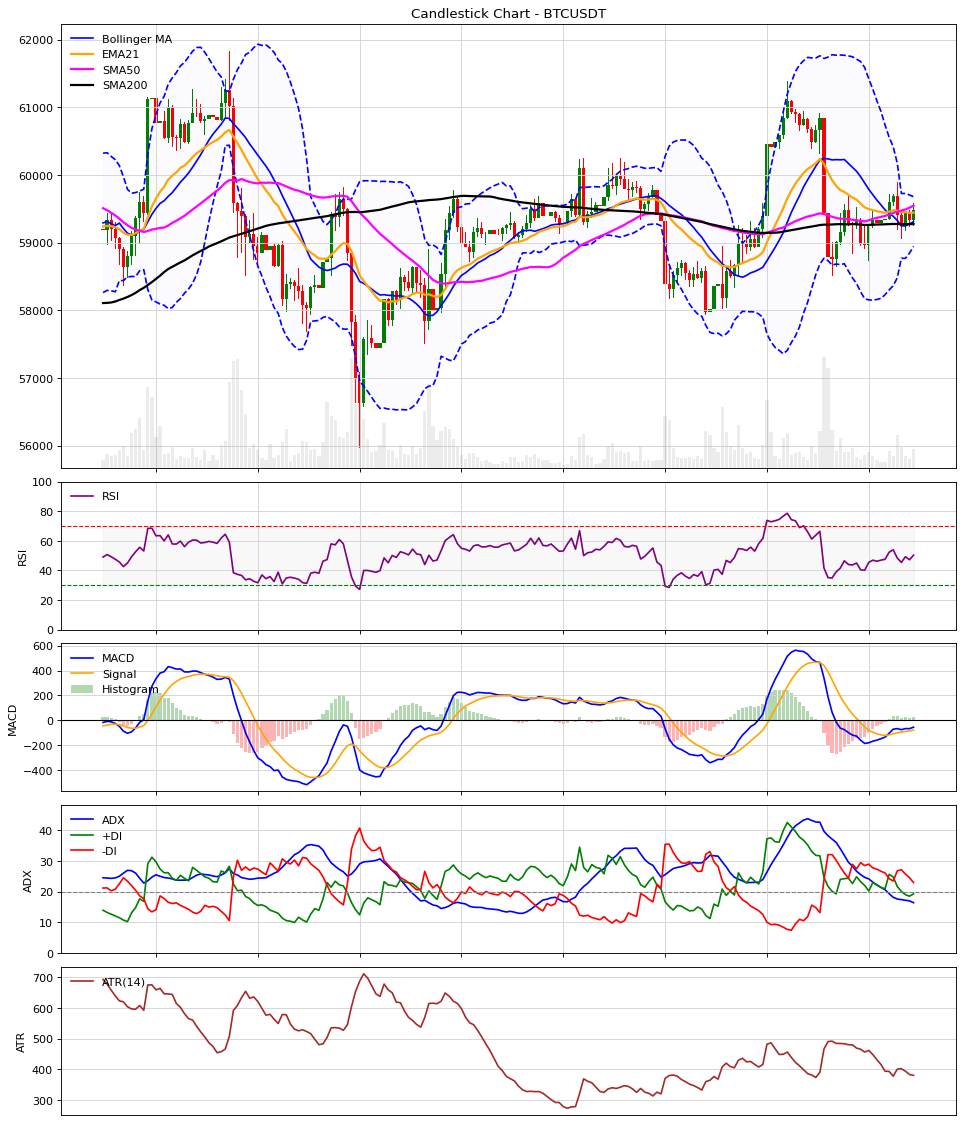 Candlestick Chart - BTCUSDT
62000
61000
60000
59000
58000
57000
56000
Bollinger MA
EMA21
SMA50
SMA200
100
80
60
40
20
0
RSI
RSI
600
400
200
0
−200
−400
MACD
MACD
Signal
Histogram
40
30
20
10
0
ADX
ADX
+DI
-DI
700
600
500
400
300
ATR
ATR(14)